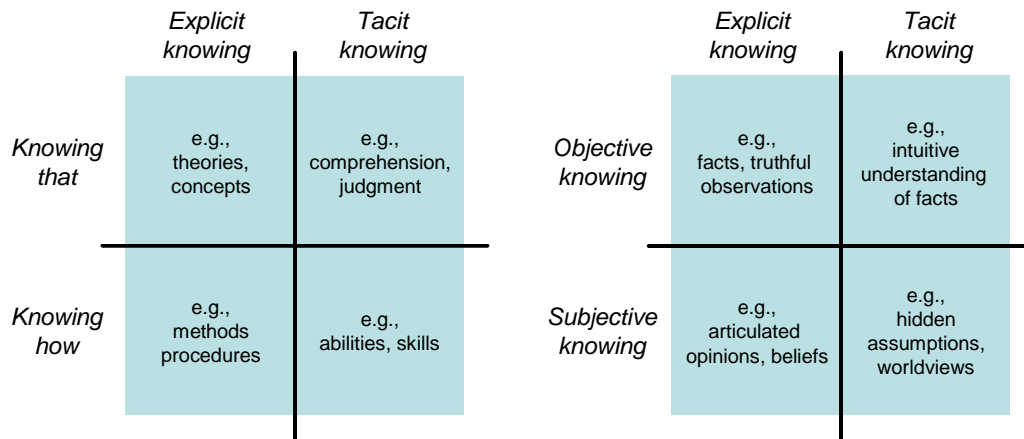 Explicit
knowing
Tacit
knowing
Knowing
that
e.g.,
theories,
concepts
e.g.,
comprehension,
judgment
Knowing
how
e.g.,
methods
procedures
e.g.,
abilities, skills
Explicit
knowing
Tacit
knowing
Objective
knowing
e.g.,
facts, truthful
observations
e.g.,
intuitive
understanding
of facts
Subjective
knowing
e.g.,
articulated
opinions, beliefs
e.g.,
hidden
assumptions,
worldviews